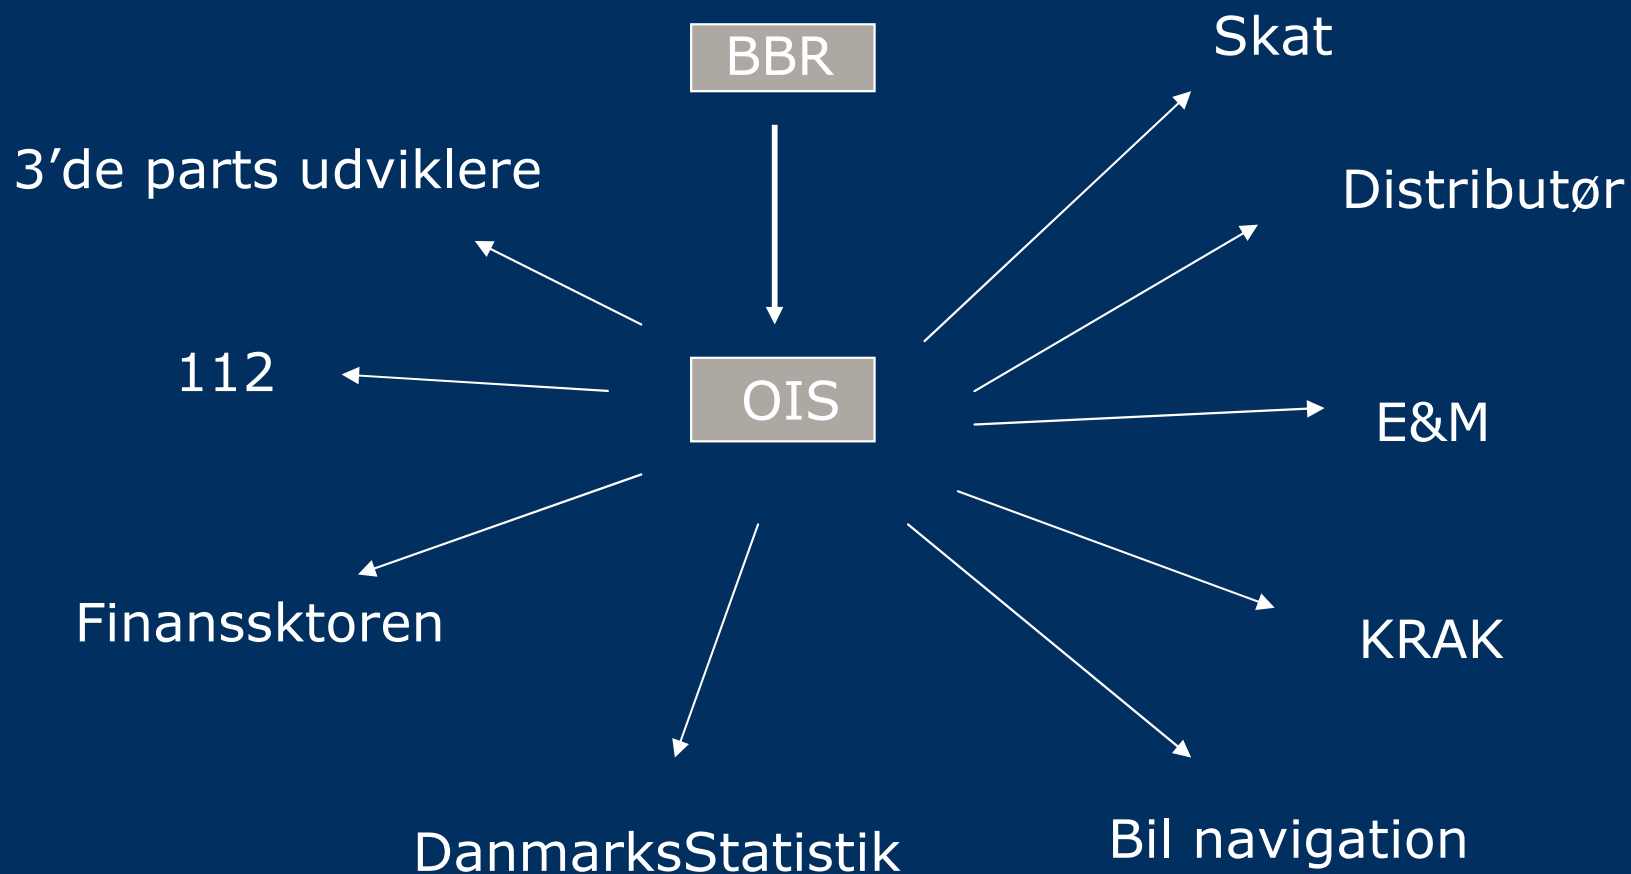 BBR
Skat
3’de parts udviklere
Distributør
112
OIS
E&M
Finanssktoren
KRAK
DanmarksStatistik
Bil navigation